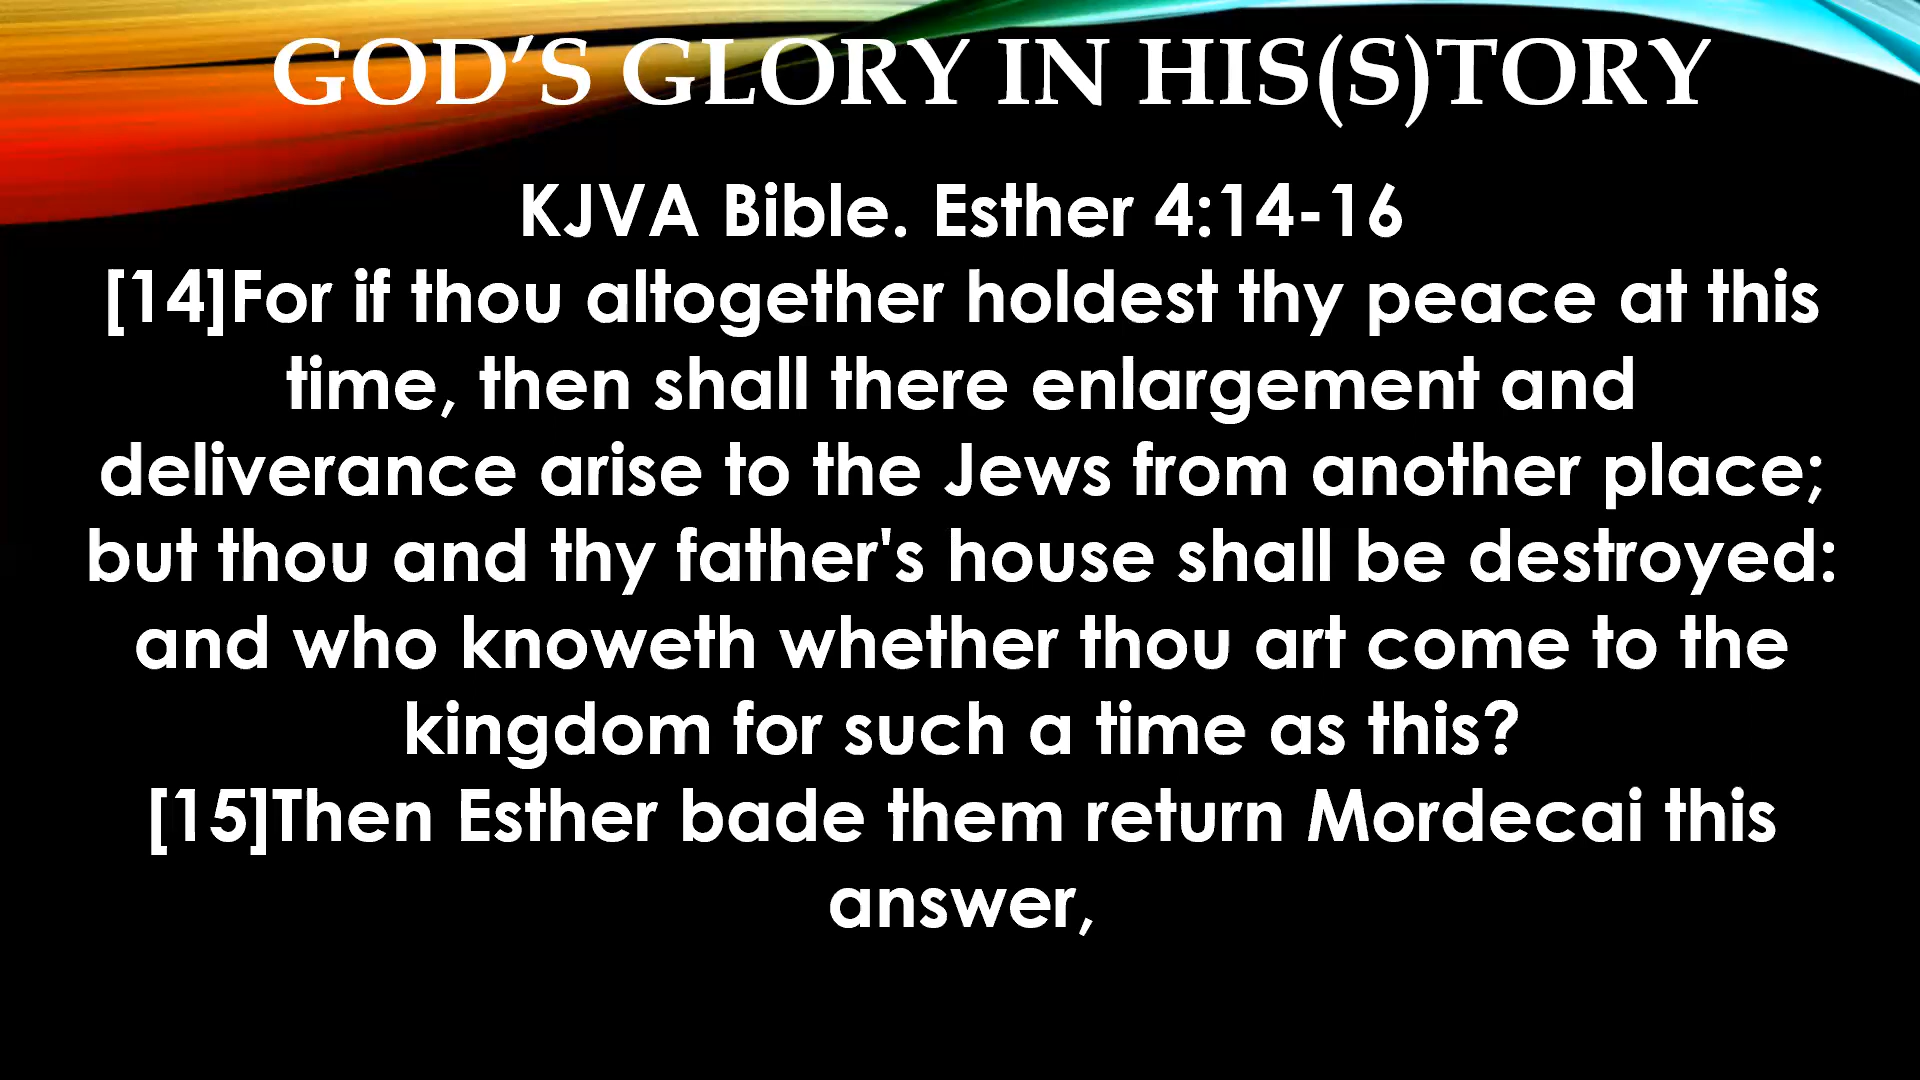 GOD’S GLORY IN HIS(S)TORY
KJVA Bible. Esther 4:14-16
[14]For if thou altogether holdest thy peace at this
time, then shall there enlargement and
deliverance arise to the Jews from another place;
but thou and thy father's house shall be destroyed:
and who knoweth whether thou art come to the
kingdom for such a time as this?
[15]Then Esther bade them return Mordecai this
answer,